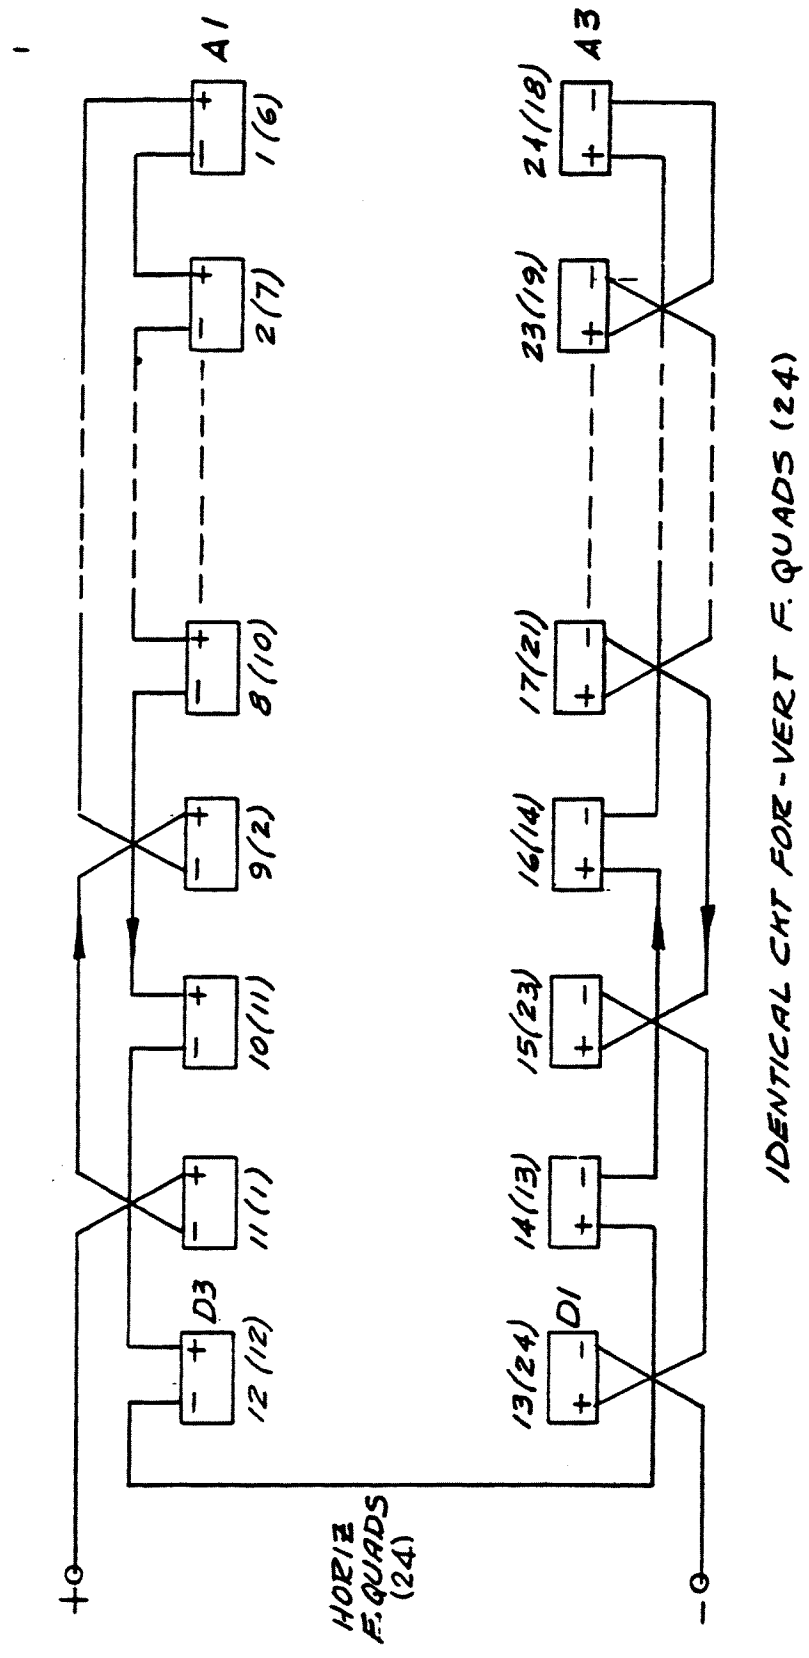 +
− + − + − + − + − + − + − +
D3 A1
12 (12) 11 (1) 10 (11) 9 (2) 8 (10) 2 (7) 1 (6)
HORIZ
F.QUADS
(24)
13 (24) 14 (13) 15 (23) 16 (14) 17 (21) 23 (19) 24 (18)
D1 A3
+ − + − + − + − + − + − + −
−
IDENTICAL CKT FOR-VERT F. QUADS (24)